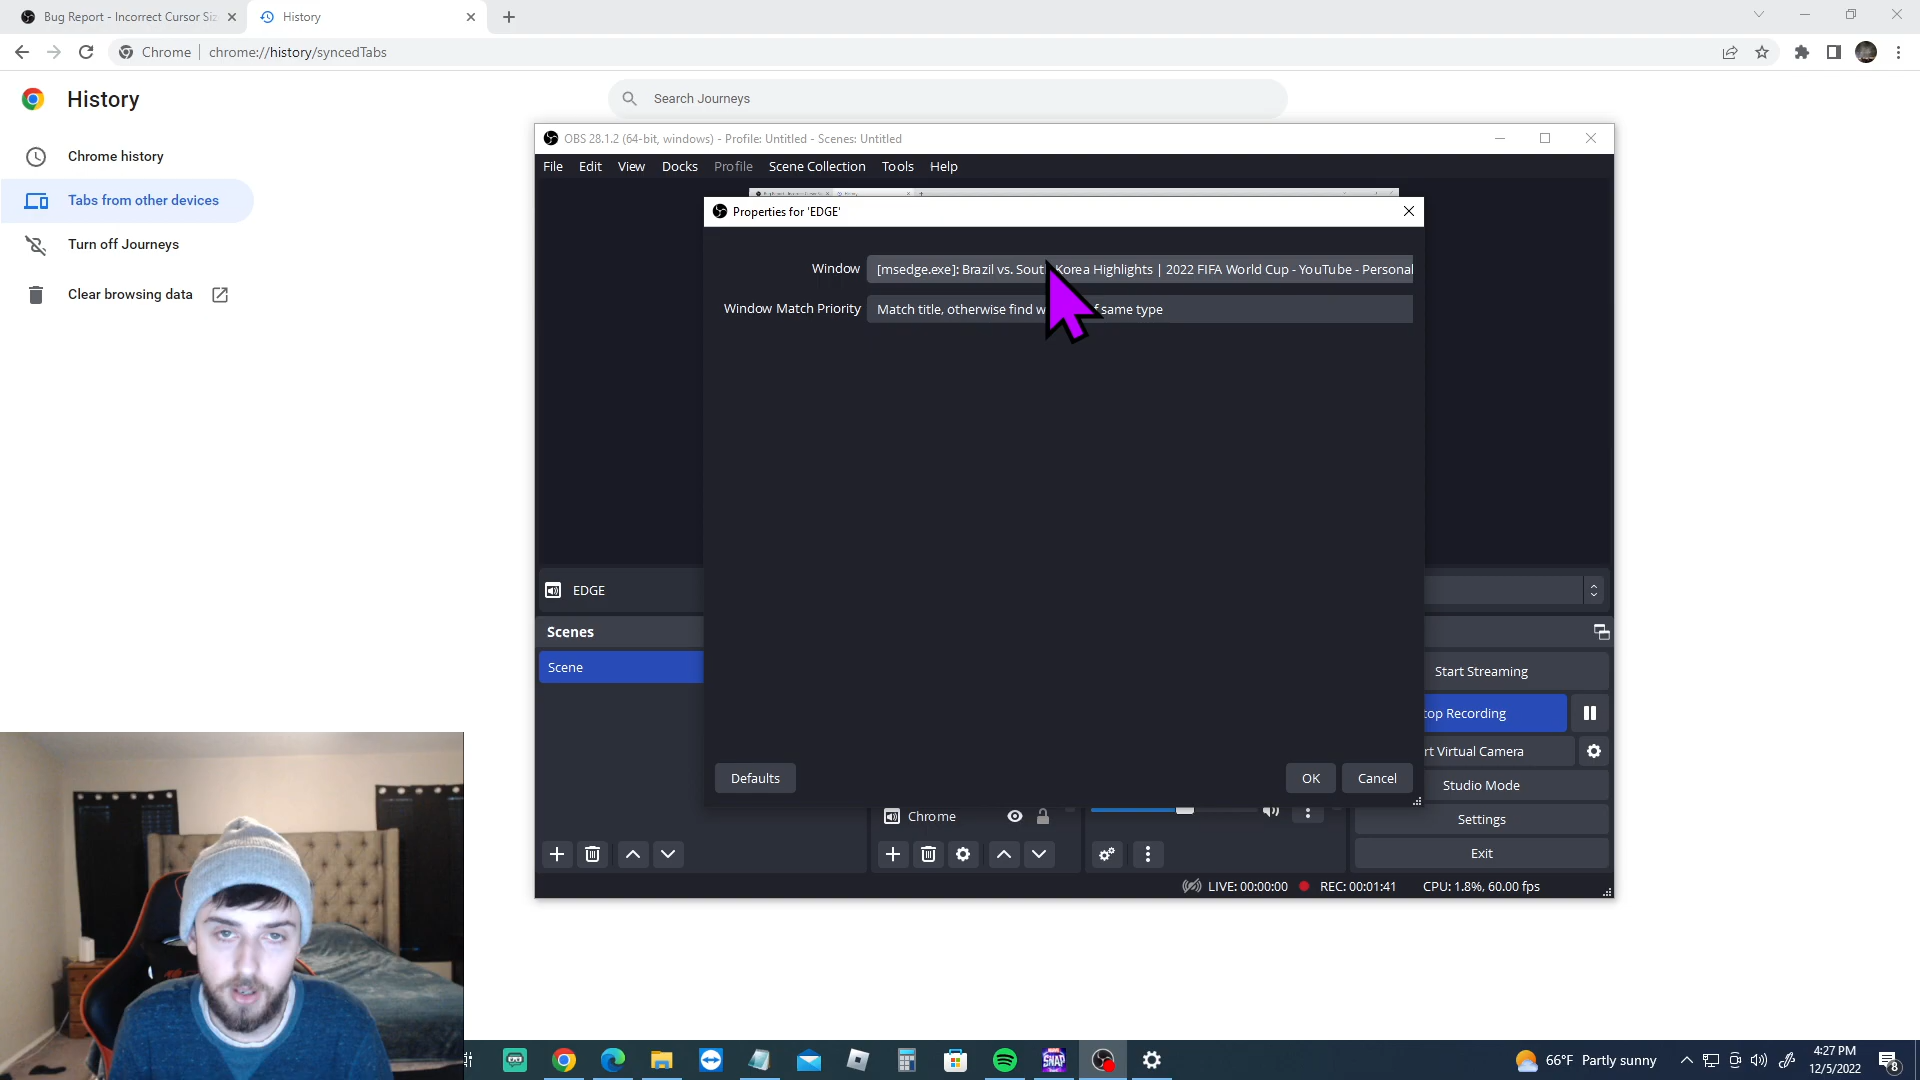 Bug Report - Incorrect Cursor Siz
History
Chrome
chrome://history/syncedTabs
History
Search Journeys
Chrome history
Tabs from other devices
Turn off Journeys
Clear browsing data
OBS 28.1.2 (64-bit, windows) - Profile: Untitled - Scenes: Untitled
File Edit View Docks Profile Scene Collection Tools Help
Properties for 'EDGE'
Window
[msedge.exe]: Brazil vs. Sout Korea Highlights | 2022 FIFA World Cup - YouTube - Personal
Window Match Priority
Match title, otherwise find w f same type
EDGE
Scenes
Scene
Start Streaming
top Recording
rt Virtual Camera
Studio Mode
Settings
Exit
Defaults
OK
Cancel
Chrome
LIVE: 00:00:00
REC: 00:01:41
CPU: 1.8%, 60.00 fps
SNAP
66°F Partly sunny
4:27 PM
12/5/2022
8